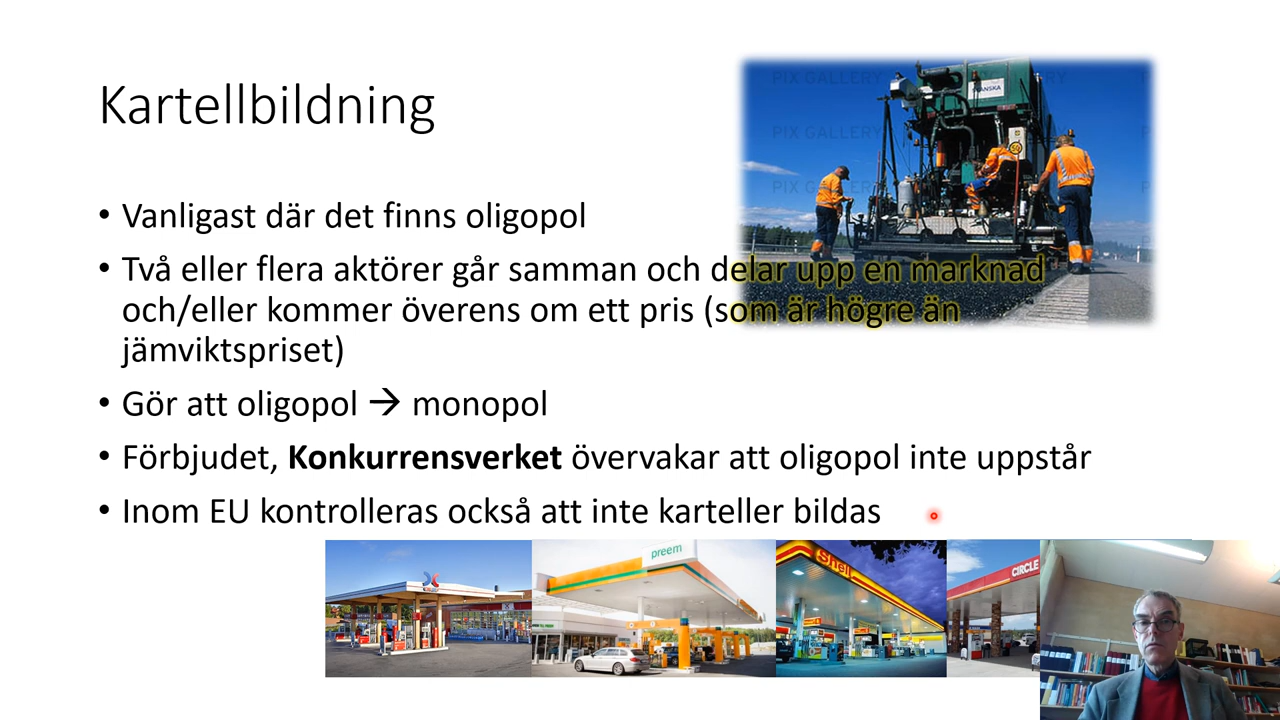 Kartellbildning
PIX GALLERY
SKANSKA
PIX GALLERY
• Vanligast där det finns oligopol
• Två eller flera aktörer går samman och delar upp en marknad
och/eller kommer överens om ett pris (som är högre än
jämviktspriset)
• Gör att oligopol → monopol
• Förbjudet, Konkurrensverket övervakar att oligopol inte uppstår
• Inom EU kontrolleras också att inte karteller bildas
preem
Shell
CIRCLE